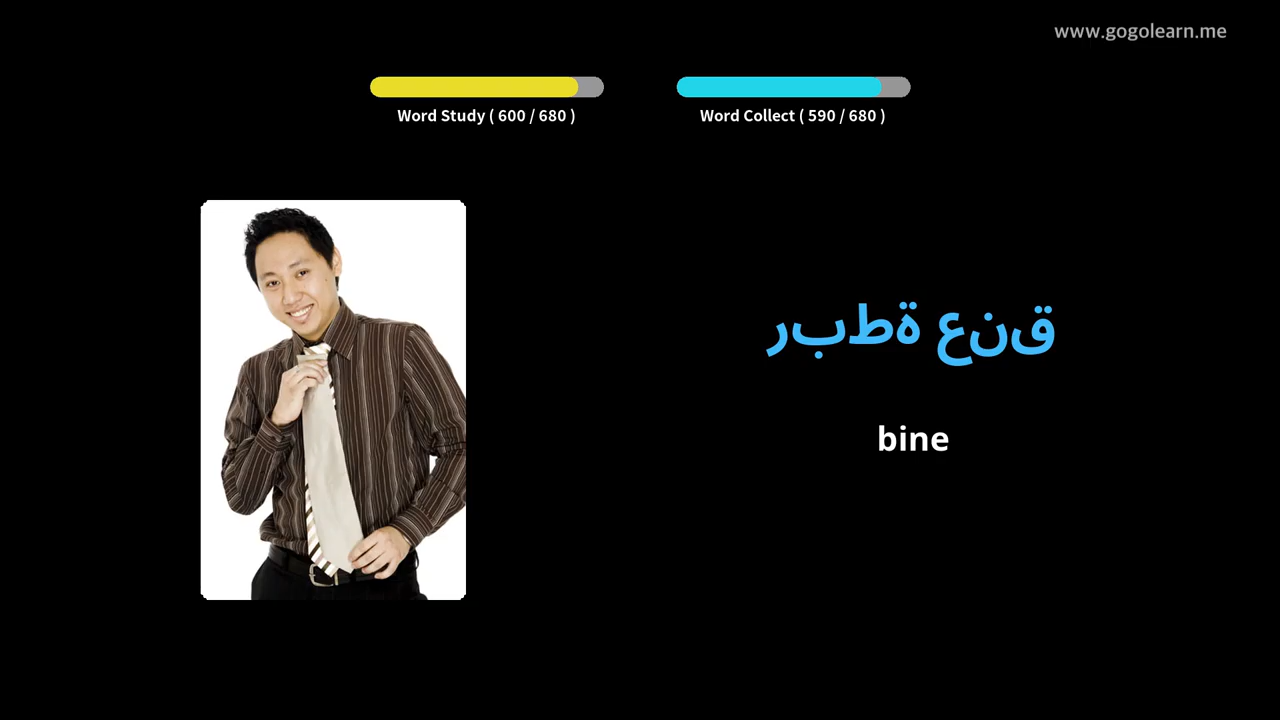 www.gogolearn.me
Word Study ( 600 / 680 )
Word Collect ( 590 / 680 )
ربطة عنق
bine